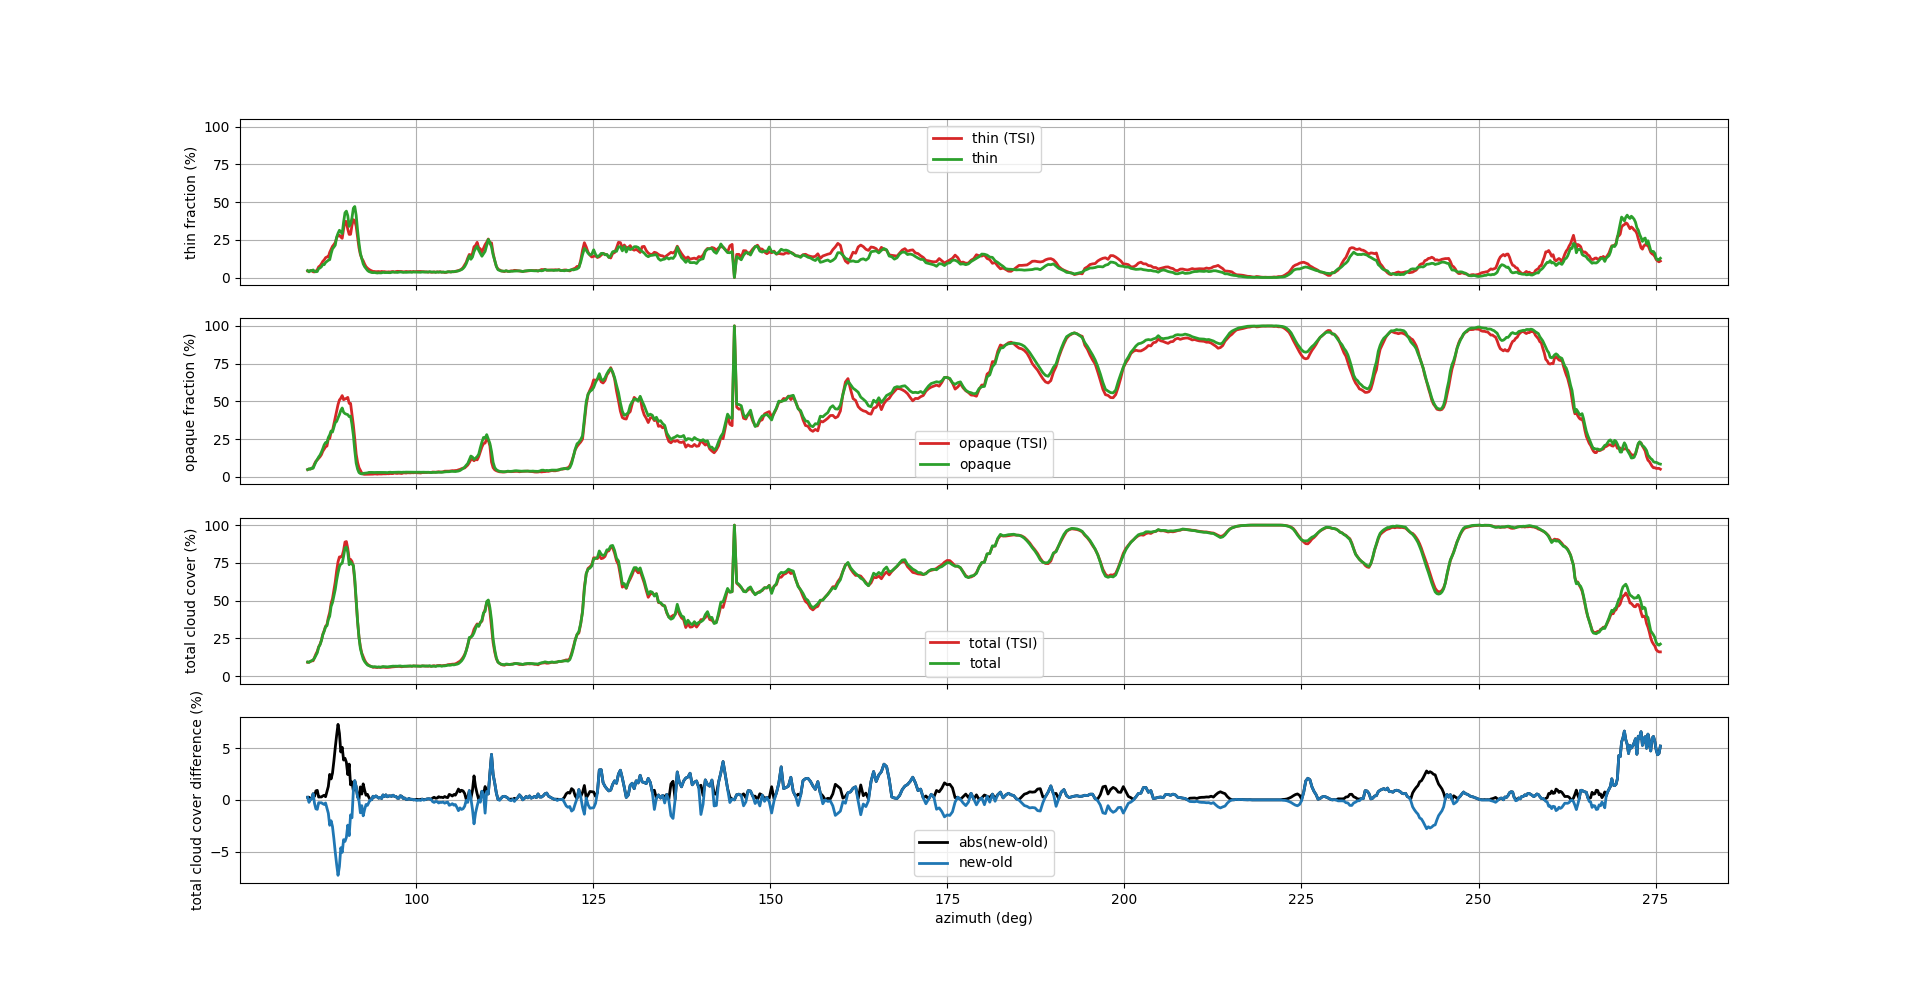 thin fraction (%)
100
75
50
25
0
thin (TSI)
thin
opaque fraction (%)
100
75
50
25
0
opaque (TSI)
opaque
total cloud cover (%)
100
75
50
25
0
total (TSI)
total
total cloud cover difference (%)
5
0
−5
abs(new-old)
new-old
100 125 150 175 200 225 250 275
azimuth (deg)